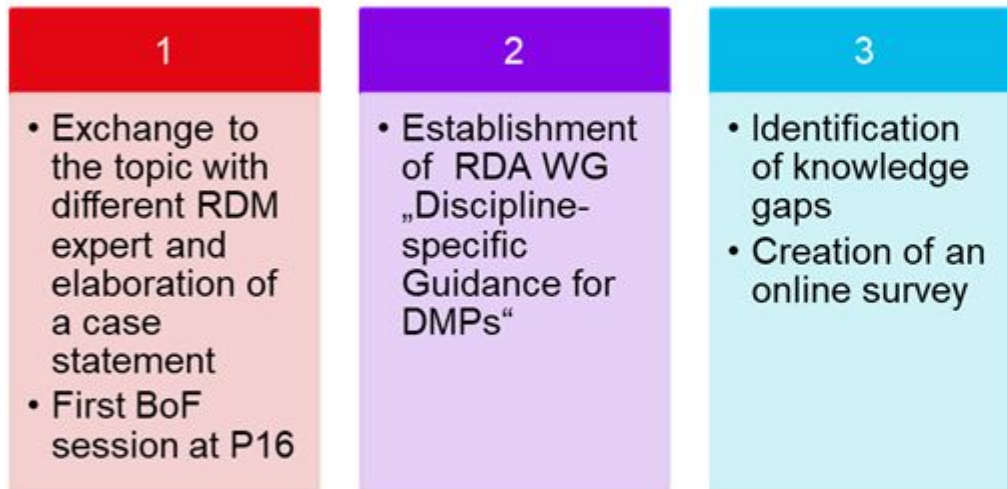 1
• Exchange to
the topic with
different RDM
expert and
elaboration of
a case
statement
• First BoF
session at P16
2
• Establishment
of RDA WG
„Discipline-
specific
Guidance for
DMPs“
3
• Identification
of knowledge
gaps
• Creation of an
online survey